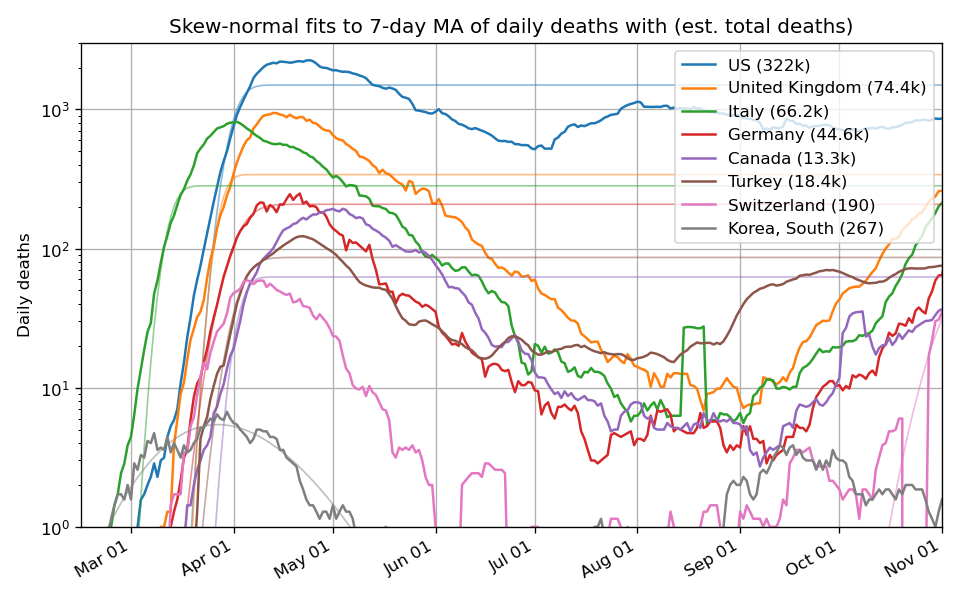 Skew-normal fits to 7-day MA of daily deaths with (est. total deaths)
US (322k)
United Kingdom (74.4k)
Italy (66.2k)
Germany (44.6k)
Canada (13.3k)
Turkey (18.4k)
Switzerland (190)
Korea, South (267)
Daily deaths
10³
10²
10¹
10⁰
Mar 01
Apr 01
May 01
Jun 01
Jul 01
Aug 01
Sep 01
Oct 01
Nov 01